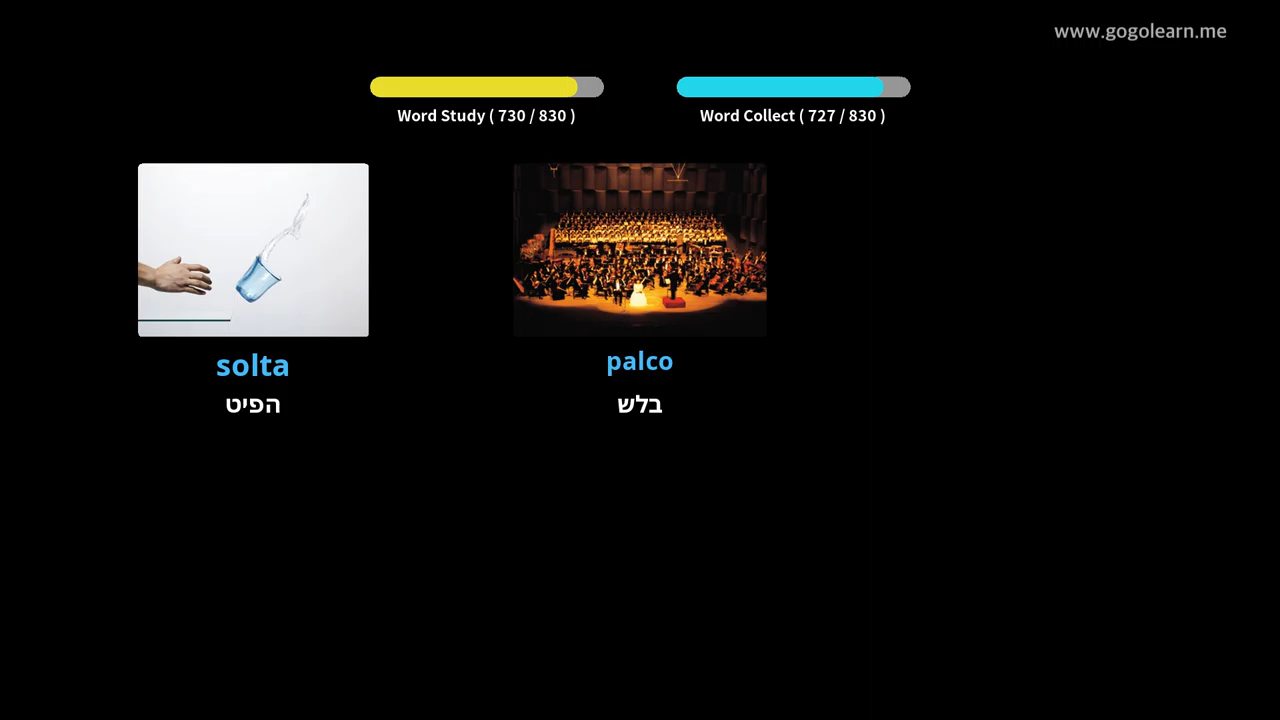 www.gogolearn.me
Word Study ( 730 / 830 )
Word Collect ( 727 / 830 )
solta
הפיט
palco
בלש